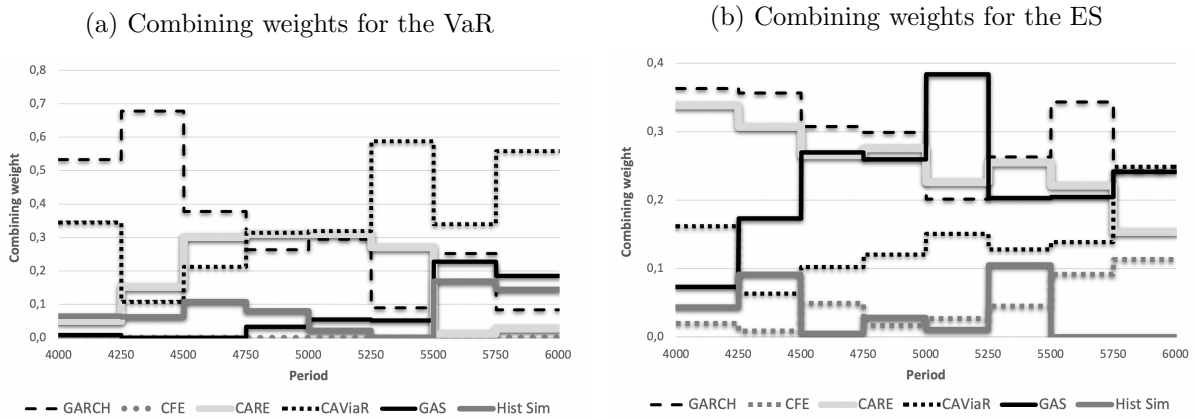 (a) Combining weights for the VaR
0,8
0,7
0,6
0,5
0,4
0,3
0,2
0,1
0,0
Combining weight
4000 4250 4500 4750 5000 5250 5500 5750 6000
Period
GARCH CFE CARE CAViaR GAS Hist Sim
(b) Combining weights for the ES
0,4
0,3
0,2
0,1
0,0
Combining weight
4000 4250 4500 4750 5000 5250 5500 5750 6000
Period
GARCH CFE CARE CAViaR GAS Hist Sim